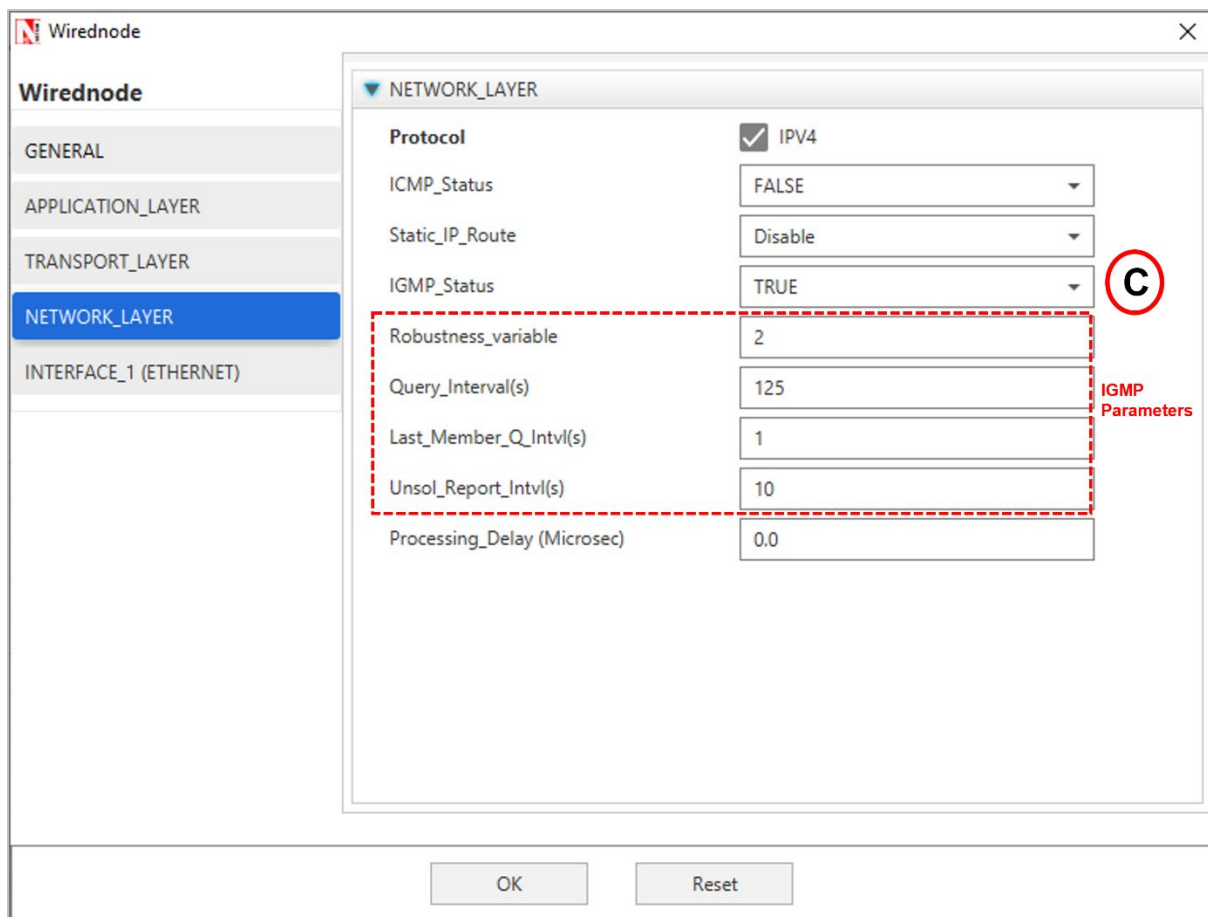 Wirednode
Wirednode
GENERAL
APPLICATION_LAYER
TRANSPORT_LAYER
NETWORK_LAYER
INTERFACE_1 (ETHERNET)
NETWORK_LAYER
Protocol IPV4
ICMP_Status FALSE
Static_IP_Route Disable
IGMP_Status TRUE
C
Robustness_variable 2
Query_Interval(s) 125
Last_Member_Q_Intvl(s) 1
Unsol_Report_Intvl(s) 10
IGMP
Parameters
Processing_Delay (Microsec) 0.0
OK Reset